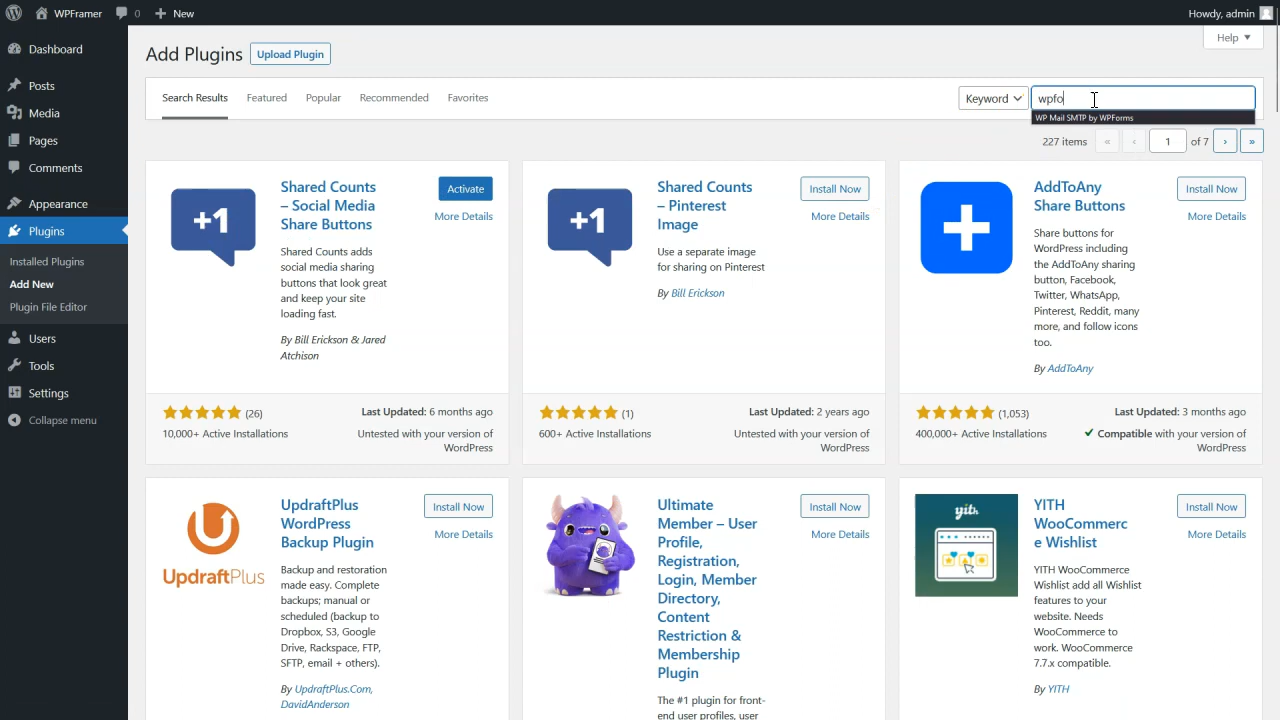 WPFramer
0
New
Howdy, admin
Dashboard
Posts
Media
Pages
Comments
Appearance
Plugins
Installed Plugins
Add New
Plugin File Editor
Users
Tools
Settings
Collapse menu
Help
Add Plugins
Upload Plugin
Search Results
Featured
Popular
Recommended
Favorites
Keyword
wpfo
WP Mail SMTP by WPForms
227 items
«
‹
1
of 7
›
»
+1
Shared Counts
– Social Media
Share Buttons
Activate
More Details
Shared Counts adds
social media sharing
buttons that look great
and keep your site
loading fast.
By Bill Erickson & Jared
Atchison
(26)
10,000+ Active Installations
Last Updated: 6 months ago
Untested with your version of
WordPress
+1
Shared Counts
– Pinterest
Image
Install Now
More Details
Use a separate image
for sharing on Pinterest
By Bill Erickson
(1)
600+ Active Installations
Last Updated: 2 years ago
Untested with your version of
WordPress
AddToAny
Share Buttons
Install Now
More Details
Share buttons for
WordPress including
the AddToAny sharing
button, Facebook,
Twitter, WhatsApp,
Pinterest, Reddit, many
more, and follow icons
too.
By AddToAny
(1,053)
400,000+ Active Installations
Last Updated: 3 months ago
Compatible with your version of
WordPress
UpdraftPlus
UpdraftPlus
WordPress
Backup Plugin
Install Now
More Details
Backup and restoration
made easy. Complete
backups; manual or
scheduled (backup to
Dropbox, S3, Google
Drive, Rackspace, FTP,
SFTP, email + others).
By UpdraftPlus.Com,
DavidAnderson
Ultimate
Member – User
Profile,
Registration,
Login, Member
Directory,
Content
Restriction &
Membership
Plugin
Install Now
More Details
The #1 plugin for front-
end user profiles, user
yith
YITH
WooCommerc
e Wishlist
Install Now
More Details
YITH WooCommerce
Wishlist add all Wishlist
features to your
website. Needs
WooCommerce to
work. WooCommerce
7.7.x compatible.
By YITH